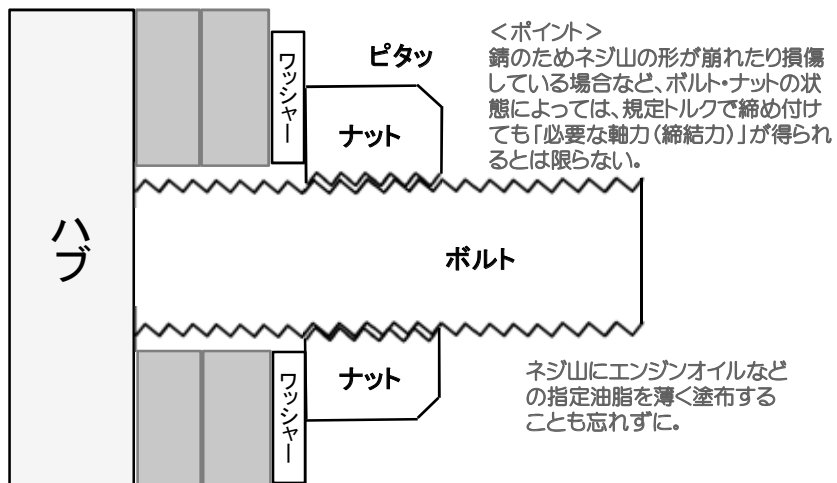 ＜ポイント＞
錆のためネジ山の形が崩れたり損傷
している場合など、ボルト・ナットの状
態によっては、規定トルクで締め付け
ても「必要な軸力（締結力）」が得られ
るとは限らない。
ピタッ
ワッシャー
ナット
ハブ
ボルト
ワッシャー
ナット
ネジ山にエンジンオイルなど
の指定油脂を薄く塗布する
ことも忘れずに。